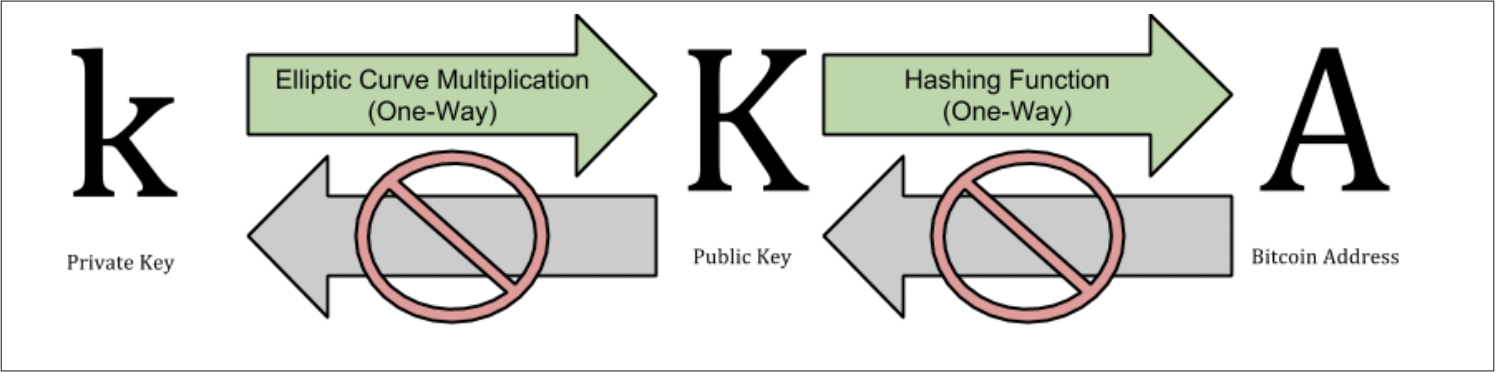 k
Elliptic Curve Multiplication
(One-Way)
K
Hashing Function
(One-Way)
A
Private Key
Public Key
Bitcoin Address